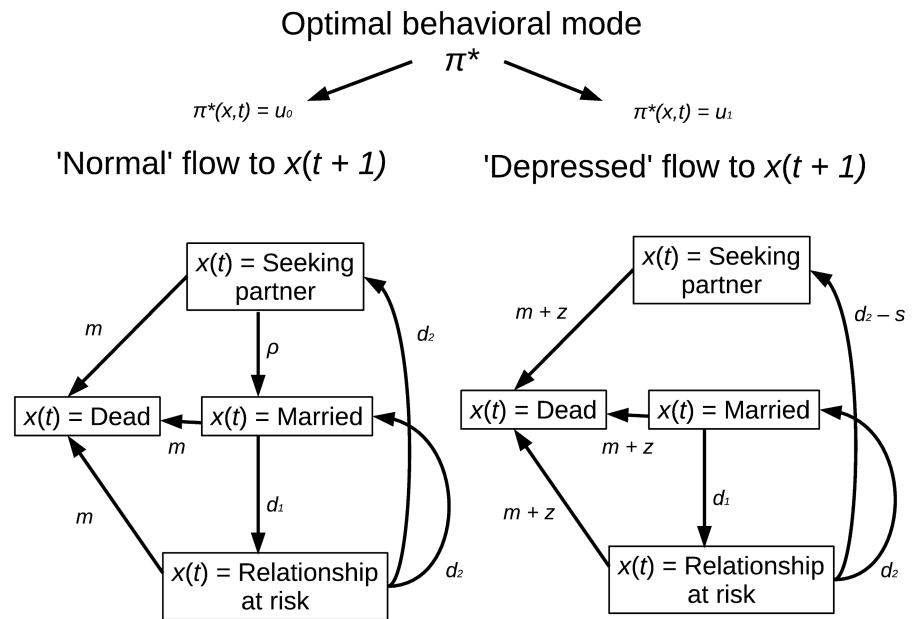 Optimal behavioral mode
π*
π*(x,t) = u₀
π*(x,t) = u₁
'Normal' flow to x(t + 1)
'Depressed' flow to x(t + 1)
x(t) = Seeking
partner
m
ρ
d₂
x(t) = Dead
x(t) = Married
m
m
d₁
d₂
x(t) = Relationship
at risk
x(t) = Seeking
partner
m + z
d₂ – s
x(t) = Dead
x(t) = Married
m + z
m + z
d₁
d₂
x(t) = Relationship
at risk